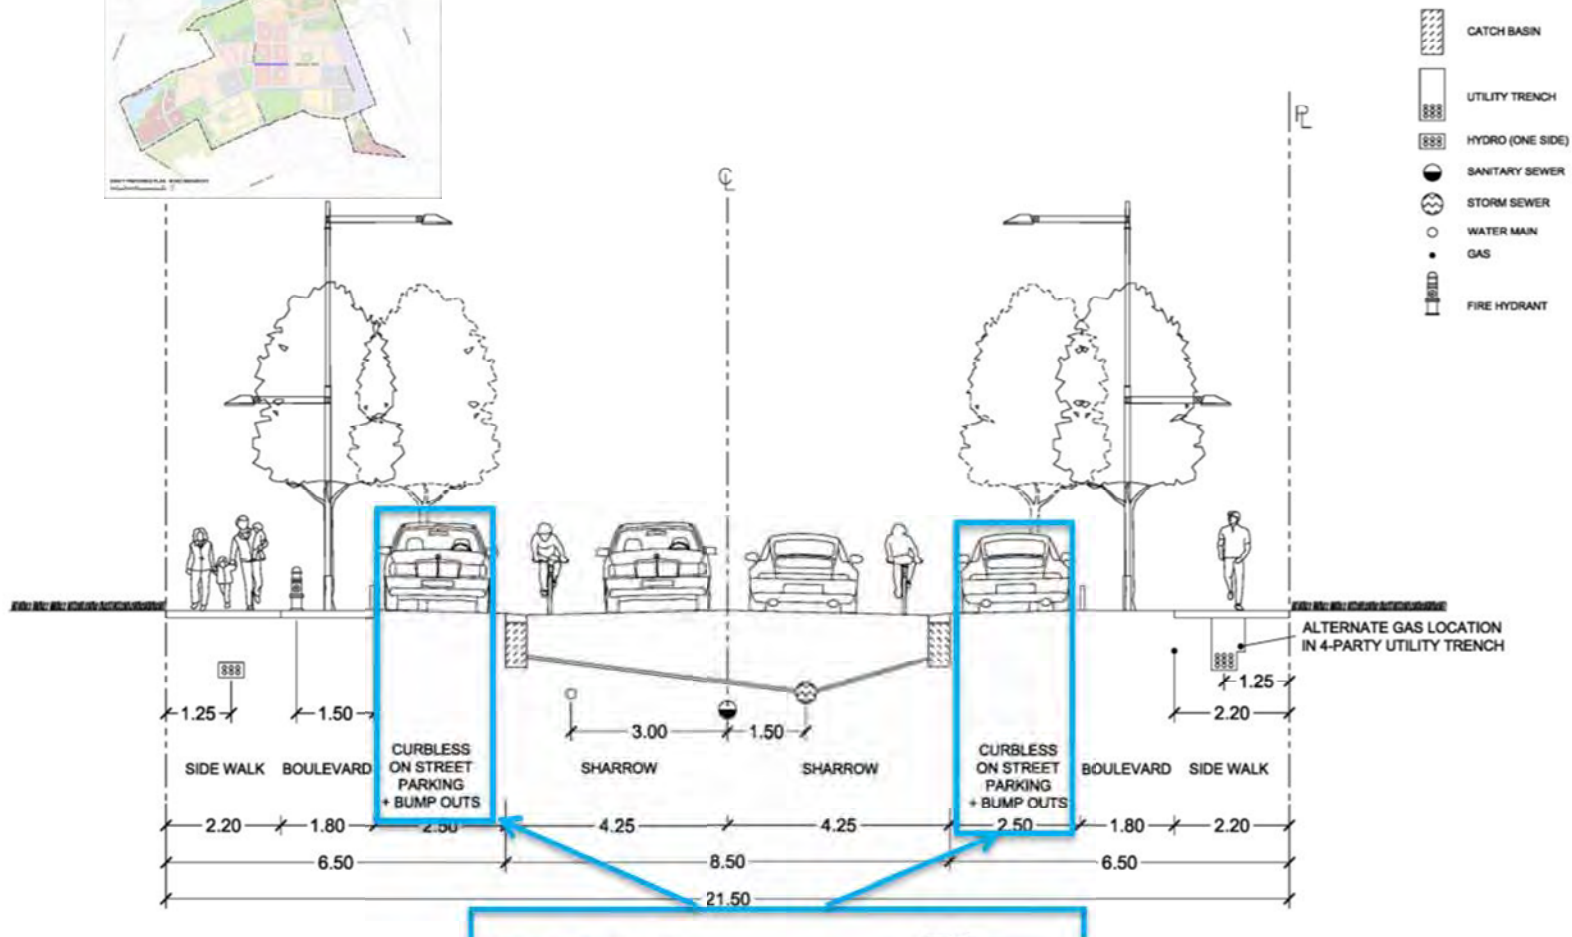 CATCH BASIN
UTILITY TRENCH
HYDRO (ONE SIDE)
SANITARY SEWER
STORM SEWER
WATER MAIN
GAS
FIRE HYDRANT
PL
CL
ALTERNATE GAS LOCATION
IN 4-PARTY UTILITY TRENCH
1.25
2.20
1.25
1.50
3.00
1.50
SIDE WALK
BOULEVARD
CURBLESS
ON STREET
PARKING
+ BUMP OUTS
SHARROW
SHARROW
CURBLESS
ON STREET
PARKING
+ BUMP OUTS
BOULEVARD
SIDE WALK
2.20
1.80
2.50
4.25
4.25
2.50
1.80
2.20
6.50
8.50
6.50
21.50